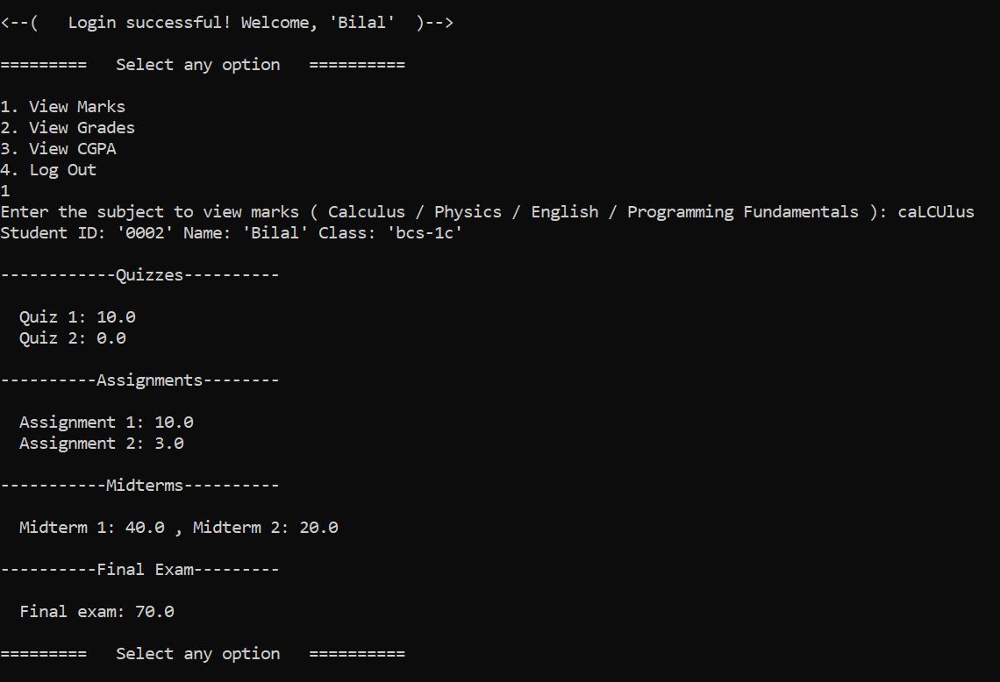 <--(   Login successful! Welcome, 'Bilal'  )-->
=========   Select any option   ==========
1. View Marks
2. View Grades
3. View CGPA
4. Log Out
1
Enter the subject to view marks ( Calculus / Physics / English / Programming Fundamentals ): caLCUlus
Student ID: '0002' Name: 'Bilal' Class: 'bcs-1c'
------------Quizzes----------
  Quiz 1: 10.0
  Quiz 2: 0.0
----------Assignments--------
  Assignment 1: 10.0
  Assignment 2: 3.0
-----------Midterms----------
  Midterm 1: 40.0 , Midterm 2: 20.0
----------Final Exam---------
  Final exam: 70.0
=========   Select any option   ==========